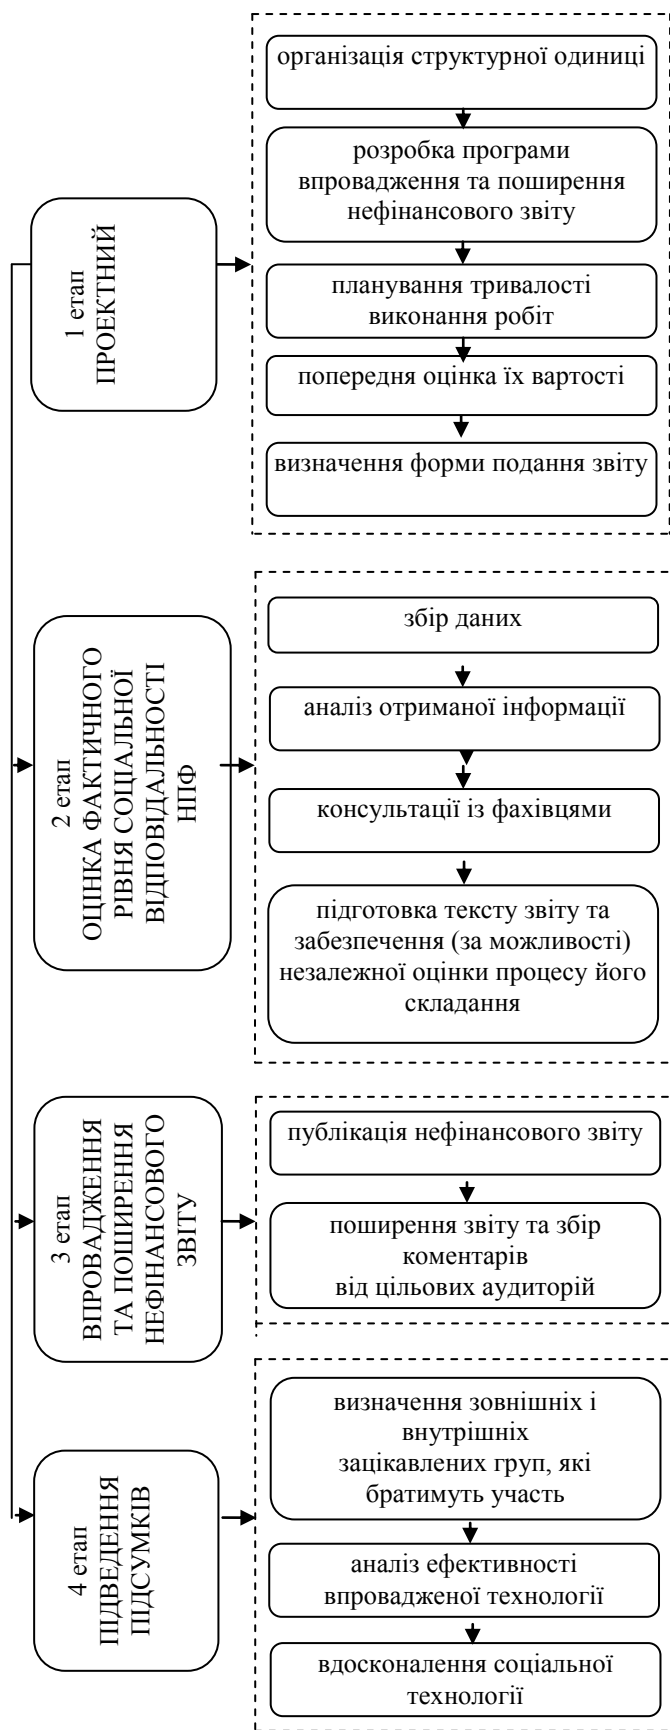 1 етап
ПРОЕКТНИЙ
організація структурної одиниці
розробка програми
впровадження та поширення
нефінансового звіту
планування тривалості
виконання робіт
попередня оцінка їх вартості
визначення форми подання звіту
2 етап
ОЦІНКА ФАКТИЧНОГО
РІВНЯ СОЦІАЛЬНОЇ
ВІДПОВІДАЛЬНОСТІ
НПФ
збір даних
аналіз отриманої інформації
консультації із фахівцями
підготовка тексту звіту та
забезпечення (за можливості)
незалежної оцінки процесу його
складання
3 етап
ВПРОВАДЖЕННЯ
ТА ПОШИРЕННЯ
НЕФІНАНСОВОГО
ЗВІТУ
публікація нефінансового звіту
поширення звіту та збір
коментарів
від цільових аудиторій
4 етап
ПІДВЕДЕННЯ
ПІДСУМКІВ
визначення зовнішніх і
внутрішніх
зацікавлених груп, які
братимуть участь
аналіз ефективності
впровадженої технології
вдосконалення соціальної
технології